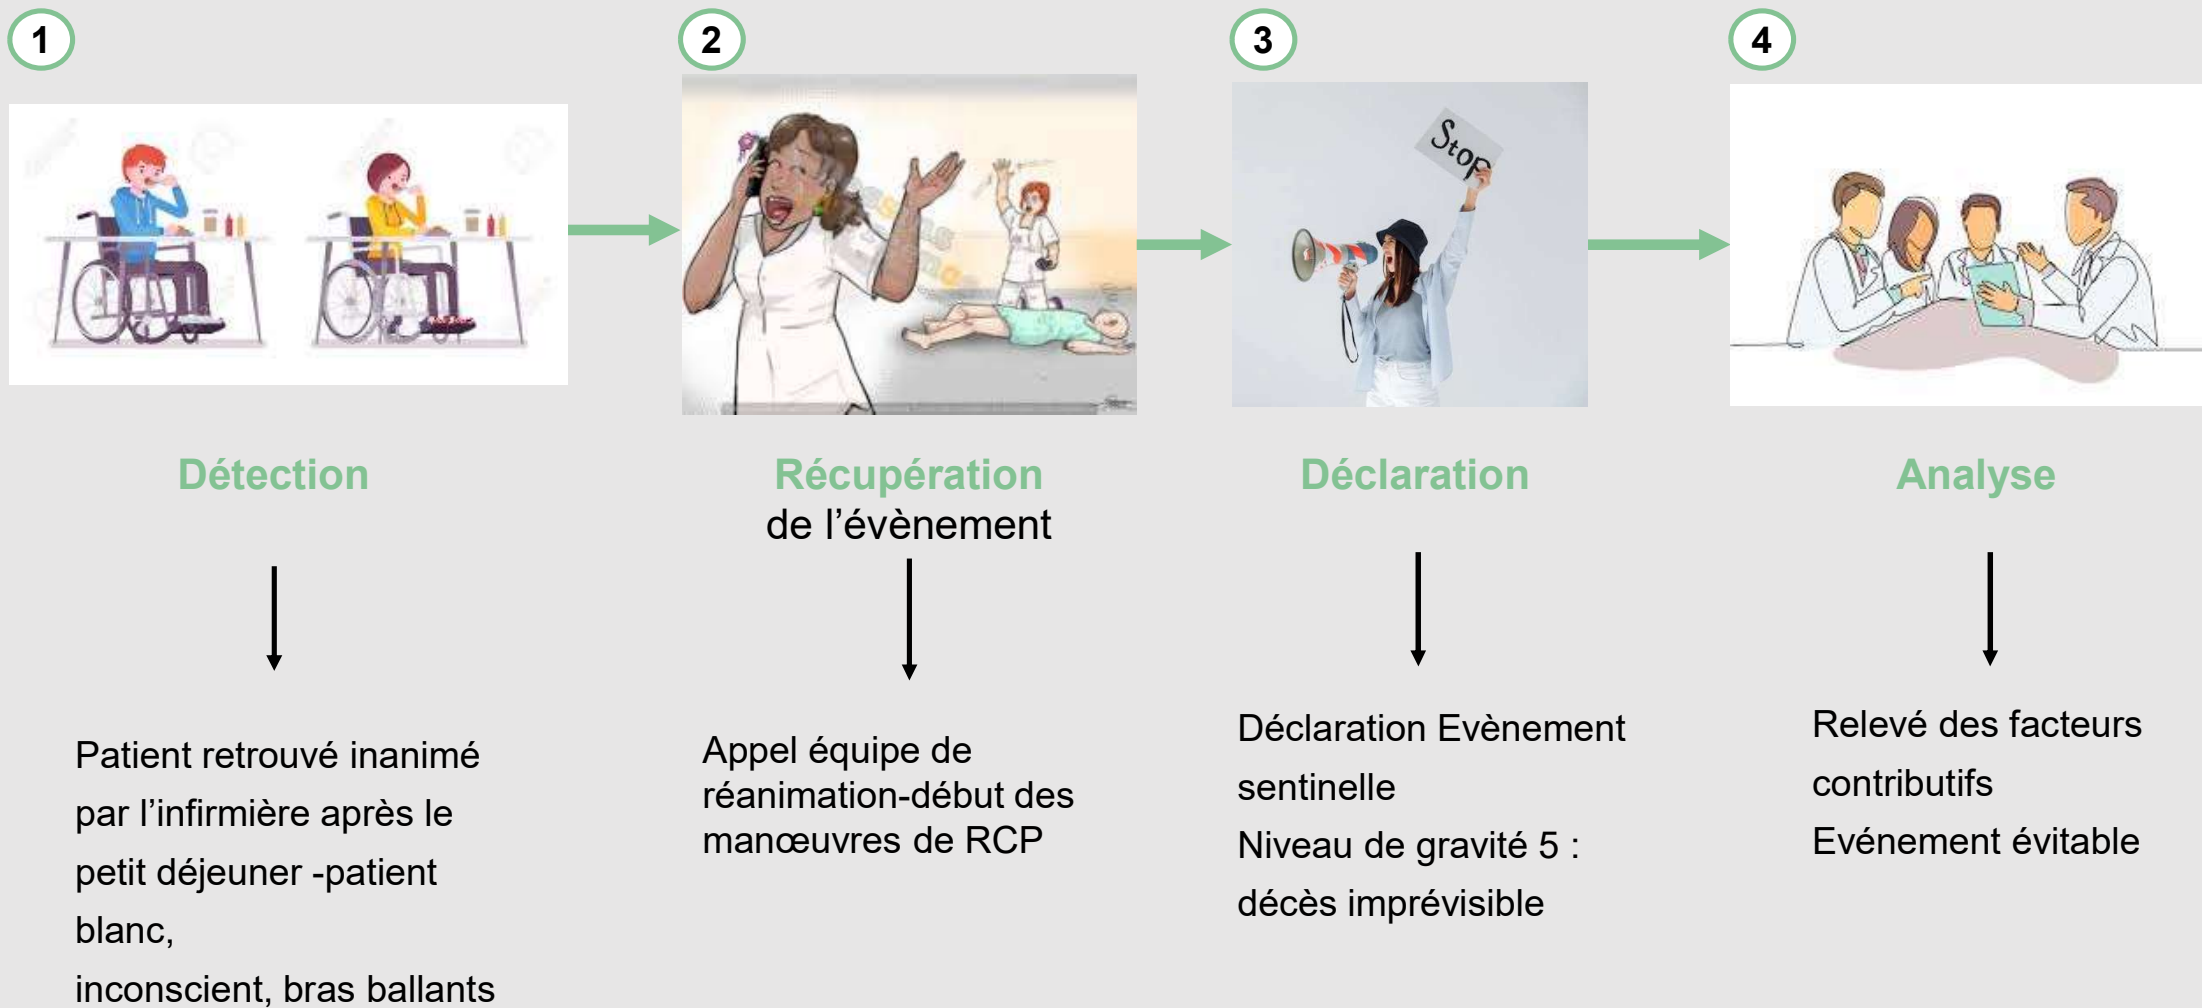 1
Détection
Patient retrouvé inanimé
par l’infirmière après le
petit déjeuner -patient
blanc,
inconscient, bras ballants
2
Récupération
de l’évènement
Appel équipe de
réanimation-début des
manœuvres de RCP
3
Stop
Déclaration
Déclaration Evènement
sentinelle
Niveau de gravité 5 :
décès imprévisible
4
Analyse
Relevé des facteurs
contributifs
Evénement évitable